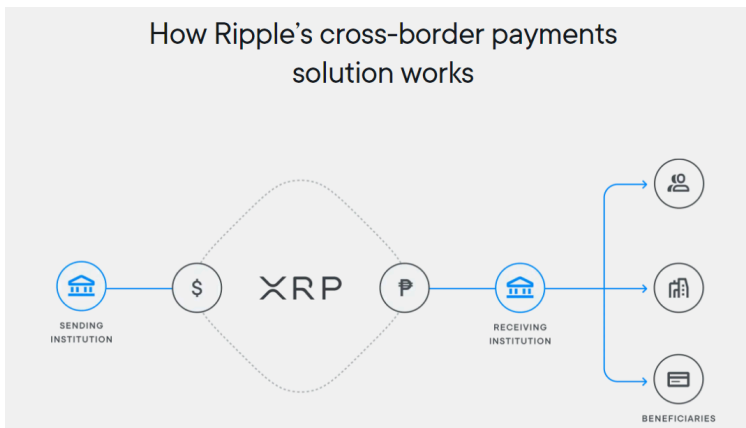 How Ripple's cross-border payments
solution works
$
XRP
₱
SENDING
INSTITUTION
RECEIVING
INSTITUTION
BENEFICIARIES